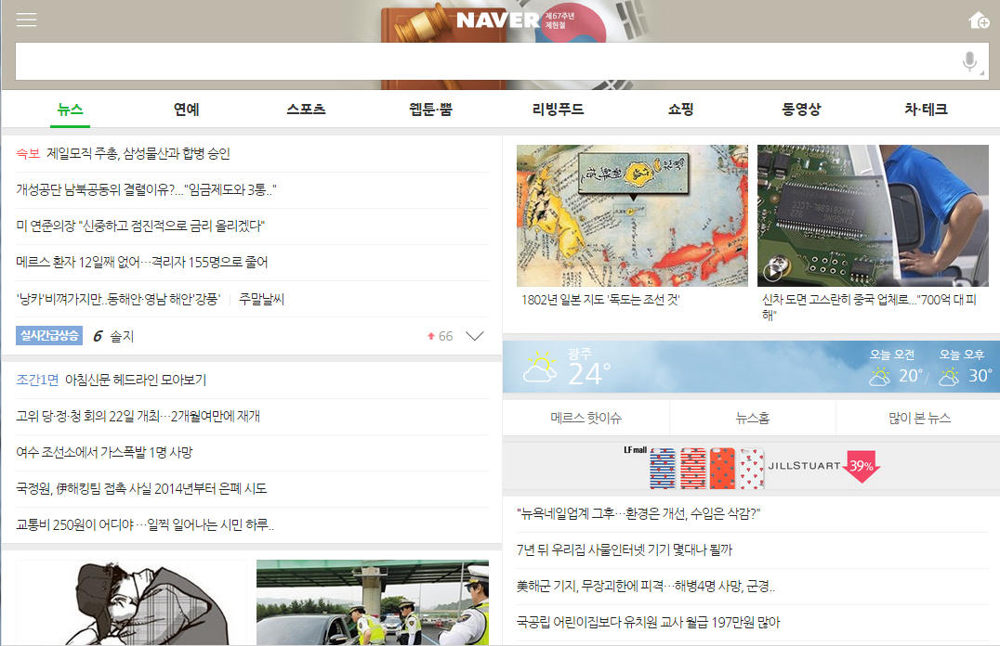 NAVER
제67주년
제헌절
뉴스
연예
스포츠
웹툰·뿜
리빙푸드
쇼핑
동영상
차·테크
속보 제일모직 주총, 삼성물산과 합병 승인
개성공단 남북공동위 결렬이유?..."임금제도와 3통.."
미 연준의장 "신중하고 점진적으로 금리 올리겠다"
메르스 환자 12일째 없어…격리자 155명으로 줄어
'낭카'비껴가지만..동해안·영남 해안'강풍' | 주말날씨
실시간급상승 6 솔지 66
조간1면 아침신문 헤드라인 모아보기
고위 당·정·청 회의 22일 개최…2개월여만에 재개
여수 조선소에서 가스폭발 1명 사망
국정원, 伊해킹팀 접촉 사실 2014년부터 은폐 시도
교통비 250원이 어디야…일찍 일어나는 시민 하루..
1802년 일본 지도 '독도는 조선 것'
SAMSUNG
신차 도면 고스란히 중국 업체로..."700억 대 피
해"
광주
24°
오늘 오전
20°/
오늘 오후
30°
메르스 핫이슈
뉴스홈
많이 본 뉴스
LF mall
JILLSTUART
39%
"뉴욕네일업계 그후…환경은 개선, 수입은 삭감?"
7년 뒤 우리집 사물인터넷 기기 몇대나 될까
美해군 기지, 무장괴한에 피격…해병4명 사망, 군경..
국공립 어린이집보다 유치원 교사 월급 197만원 많아